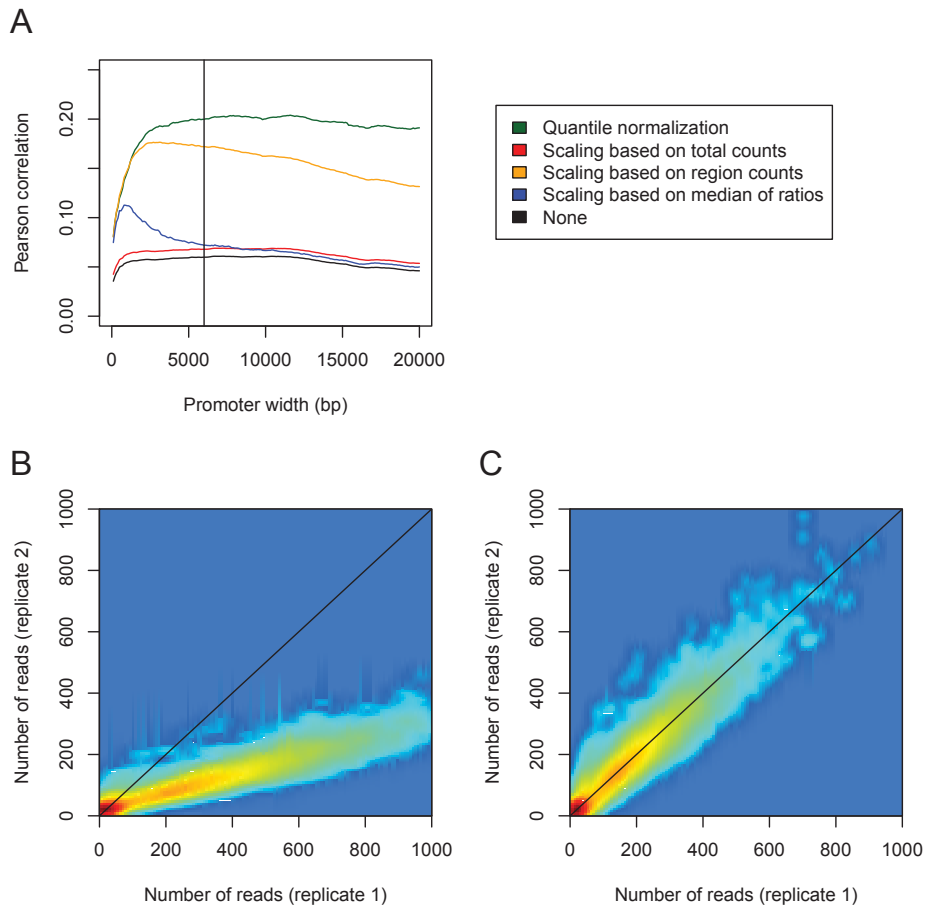 A
Pearson correlation
0.00
0.10
0.20
0
5000
10000
15000
20000
Promoter width (bp)
Quantile normalization
Scaling based on total counts
Scaling based on region counts
Scaling based on median of ratios
None
B
Number of reads (replicate 2)
0
200
400
600
800
1000
0
200
400
600
800
1000
Number of reads (replicate 1)
C
Number of reads (replicate 2)
0
200
400
600
800
1000
0
200
400
600
800
1000
Number of reads (replicate 1)